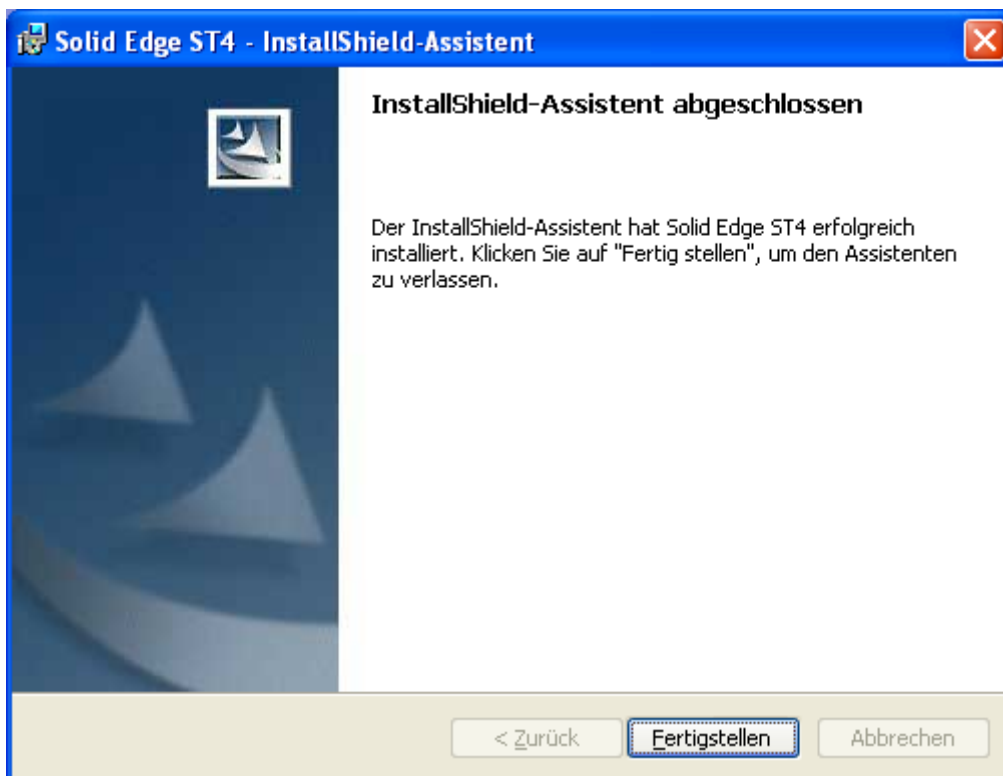 Solid Edge ST4 - InstallShield-Assistent
InstallShield-Assistent abgeschlossen
Der InstallShield-Assistent hat Solid Edge ST4 erfolgreich
installiert. Klicken Sie auf "Fertig stellen", um den Assistenten
zu verlassen.
< Zurück Fertigstellen Abbrechen